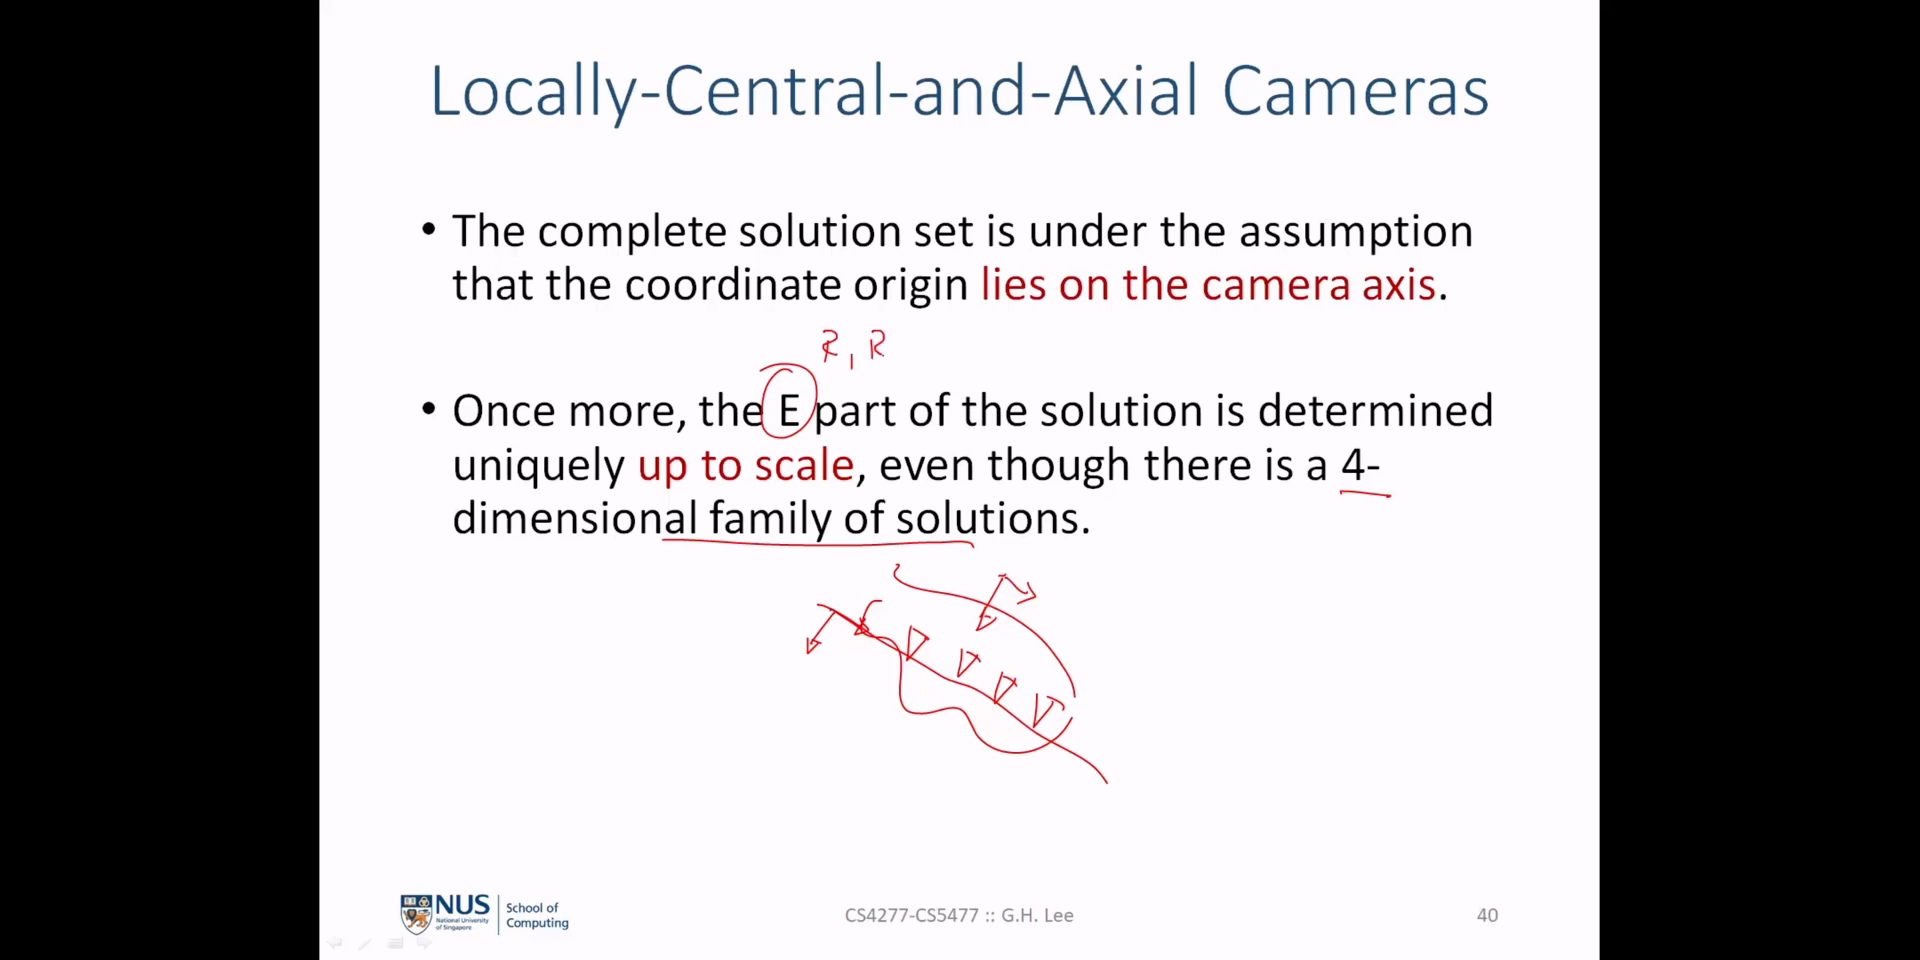 Locally-Central-and-Axial Cameras
• The complete solution set is under the assumption
that the coordinate origin lies on the camera axis.
R, R
• Once more, the E part of the solution is determined
uniquely up to scale, even though there is a 4-
dimensional family of solutions.
NUS
National University
of Singapore
School of
Computing
CS4277-CS5477 :: G.H. Lee
40